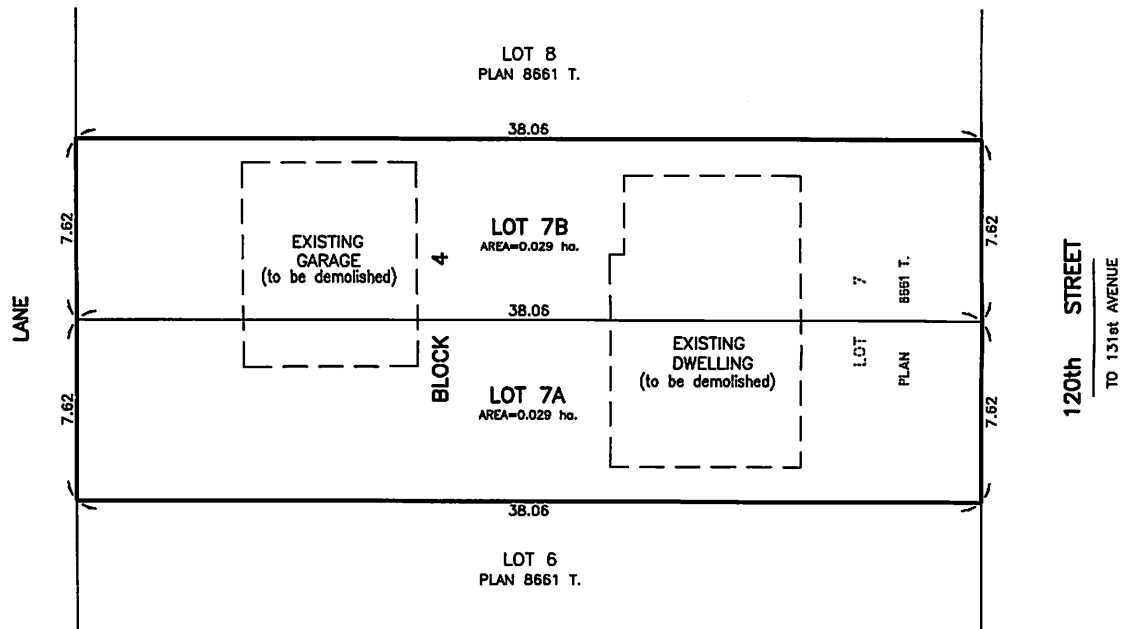 LOT 8
PLAN 8661 T.
38.06
7.62
7.62
LOT 7B
AREA=0.029 ha.
EXISTING
GARAGE
(to be demolished)
4
BLOCK
38.06
LANE
EXISTING
DWELLING
(to be demolished)
LOT 7
PLAN 8661 T.
120th STREET
TO 131st AVENUE
LOT 7A
AREA=0.029 ha.
7.62
7.62
38.06
LOT 6
PLAN 8661 T.